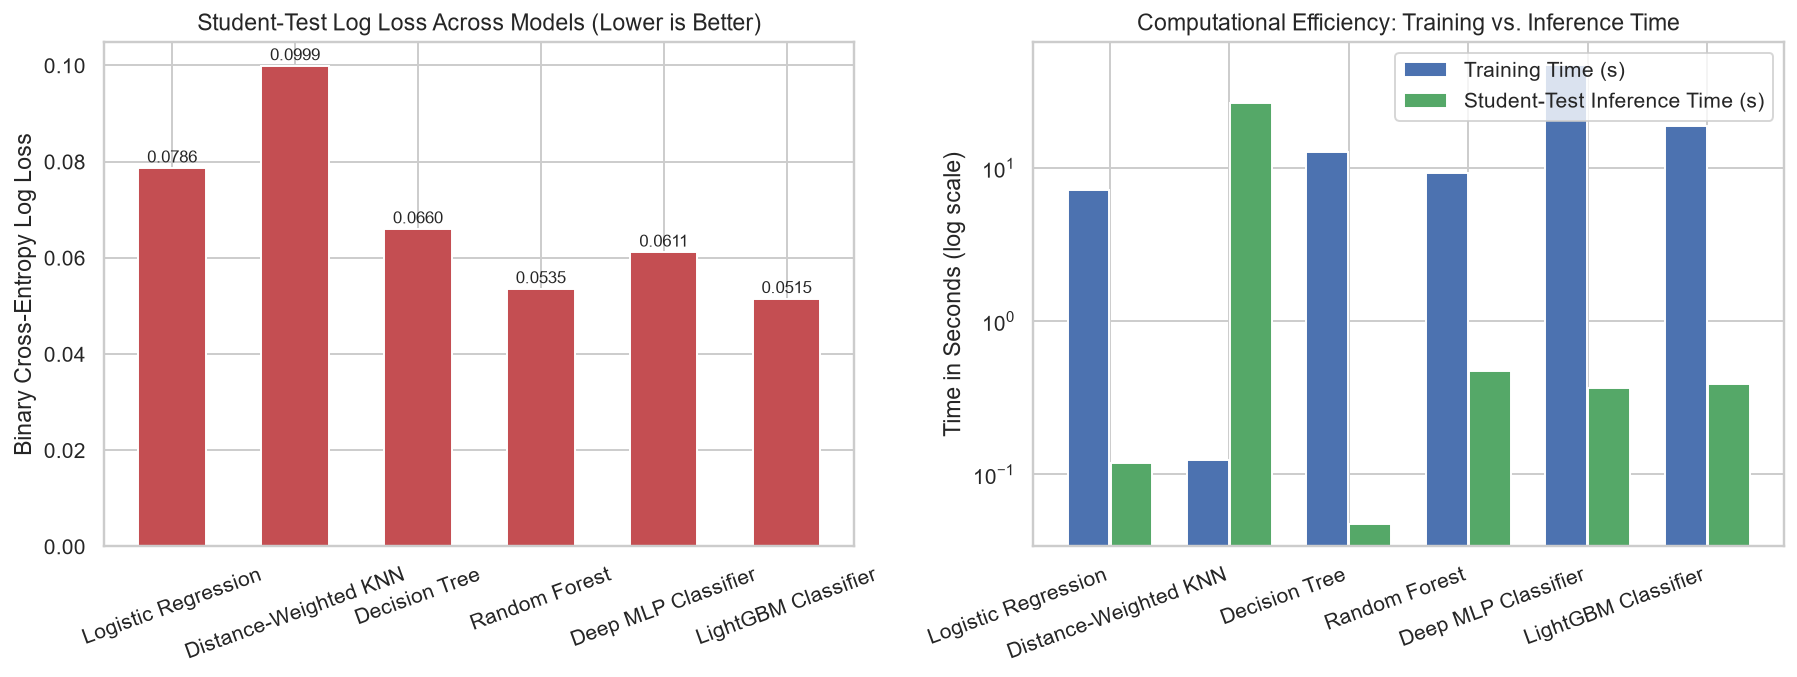 Student-Test Log Loss Across Models (Lower is Better)
Binary Cross-Entropy Log Loss
0.10
0.08
0.06
0.04
0.02
0.00
0.0786
0.0999
0.0660
0.0535
0.0611
0.0515
Logistic Regression
Distance-Weighted KNN
Decision Tree
Random Forest
Deep MLP Classifier
LightGBM Classifier
Computational Efficiency: Training vs. Inference Time
Time in Seconds (log scale)
10¹
10⁰
10⁻¹
Training Time (s)
Student-Test Inference Time (s)
Logistic Regression
Distance-Weighted KNN
Decision Tree
Random Forest
Deep MLP Classifier
LightGBM Classifier